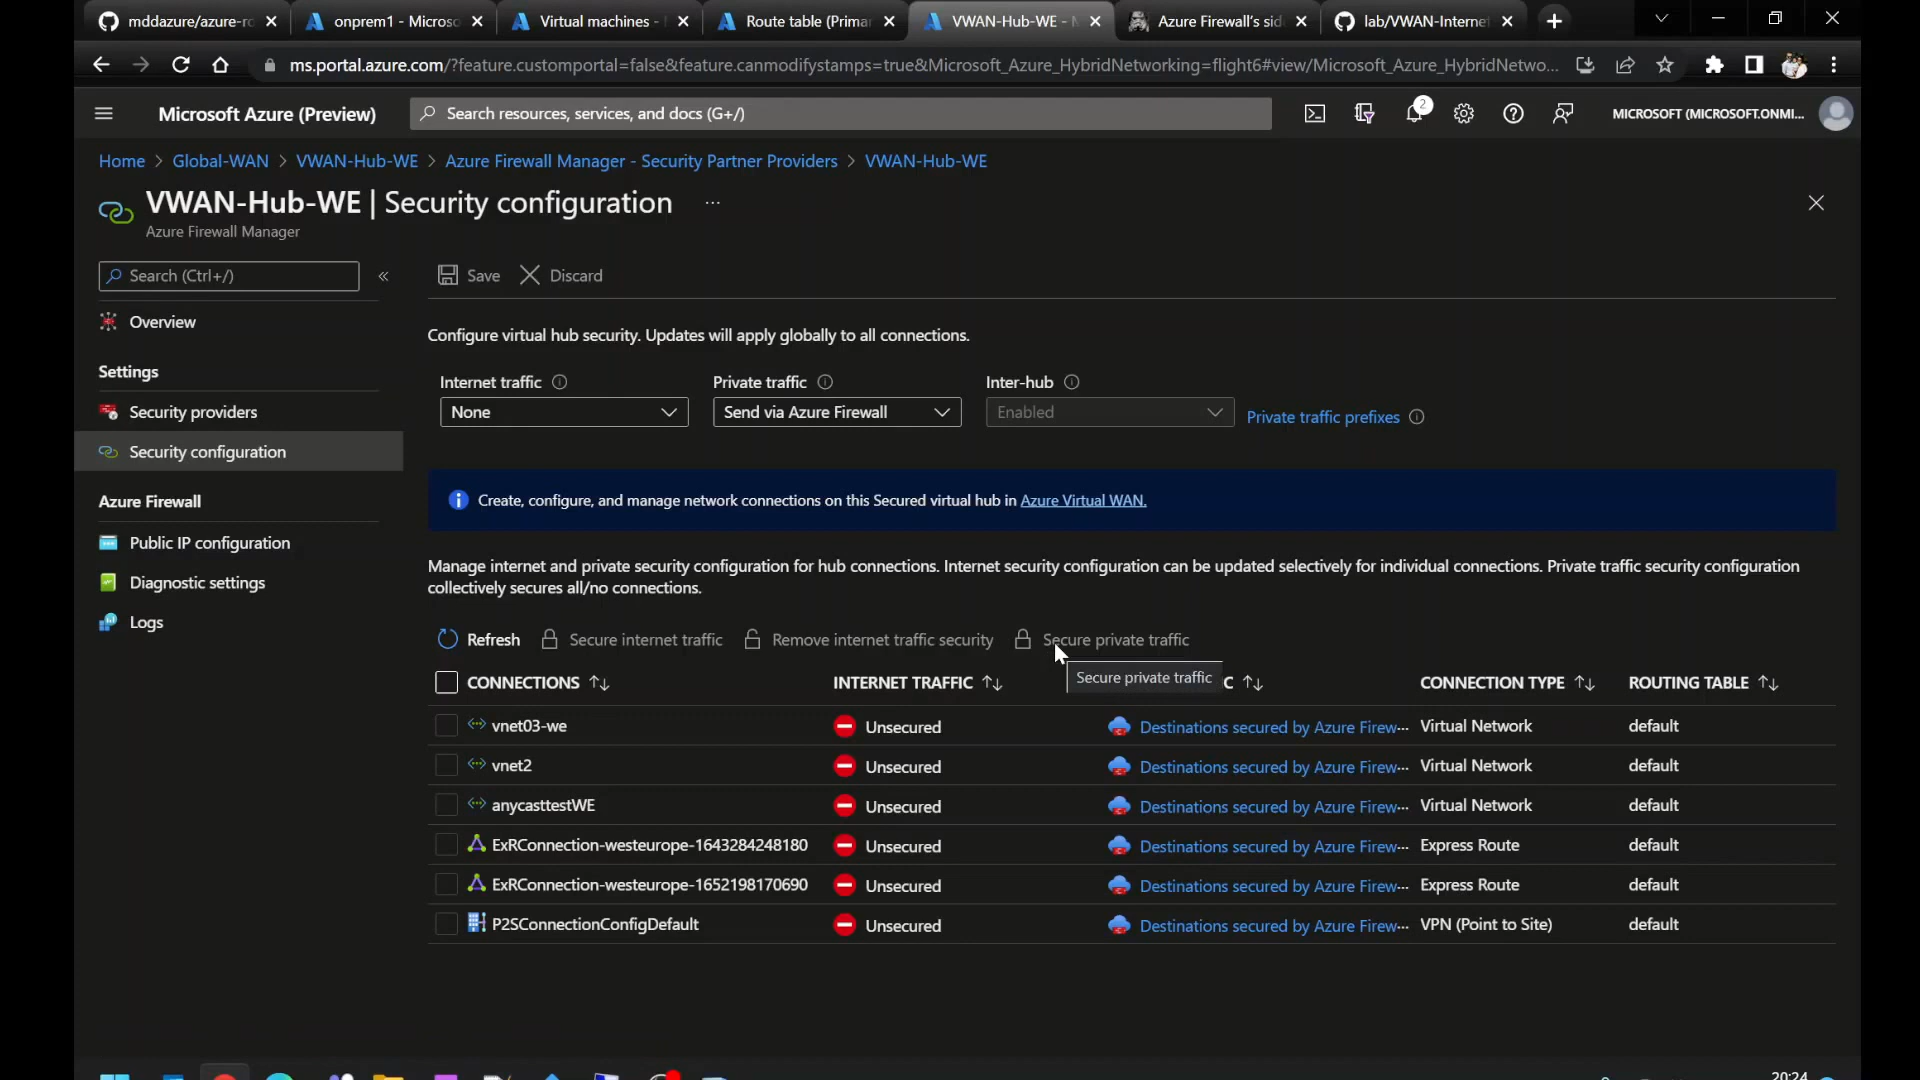 mddazure/azure-ro
onprem1 - Microso
Virtual machines -
Route table (Primar
VWAN-Hub-WE - M
Azure Firewall's sid
lab/VWAN-Interne
ms.portal.azure.com/?feature.customportal=false&feature.canmodifystamps=true&Microsoft_Azure_HybridNetworking=flight6#view/Microsoft_Azure_HybridNetwo...
Microsoft Azure (Preview)
Search resources, services, and docs (G+/)
2
MICROSOFT (MICROSOFT.ONMI...
Home > Global-WAN > VWAN-Hub-WE > Azure Firewall Manager - Security Partner Providers > VWAN-Hub-WE
VWAN-Hub-WE | Security configuration ...
Azure Firewall Manager
Search (Ctrl+/)
«
Overview
Settings
Security providers
Security configuration
Azure Firewall
Public IP configuration
Diagnostic settings
Logs
Save
Discard
Configure virtual hub security. Updates will apply globally to all connections.
Internet traffic
Private traffic
Inter-hub
None
Send via Azure Firewall
Enabled
Private traffic prefixes
Create, configure, and manage network connections on this Secured virtual hub in Azure Virtual WAN.
Manage internet and private security configuration for hub connections. Internet security configuration can be updated selectively for individual connections. Private traffic security configuration
collectively secures all/no connections.
Refresh
Secure internet traffic
Remove internet traffic security
Secure private traffic
Secure private traffic
CONNECTIONS ↑↓ INTERNET TRAFFIC ↑↓ C ↑↓ CONNECTION TYPE ↑↓ ROUTING TABLE ↑↓
vnet03-we Unsecured Destinations secured by Azure Firew··· Virtual Network default
vnet2 Unsecured Destinations secured by Azure Firew··· Virtual Network default
anycasttestWE Unsecured Destinations secured by Azure Firew··· Virtual Network default
ExRConnection-westeurope-1643284248180 Unsecured Destinations secured by Azure Firew··· Express Route default
ExRConnection-westeurope-1652198170690 Unsecured Destinations secured by Azure Firew··· Express Route default
P2SConnectionConfigDefault Unsecured Destinations secured by Azure Firew··· VPN (Point to Site) default
20:24